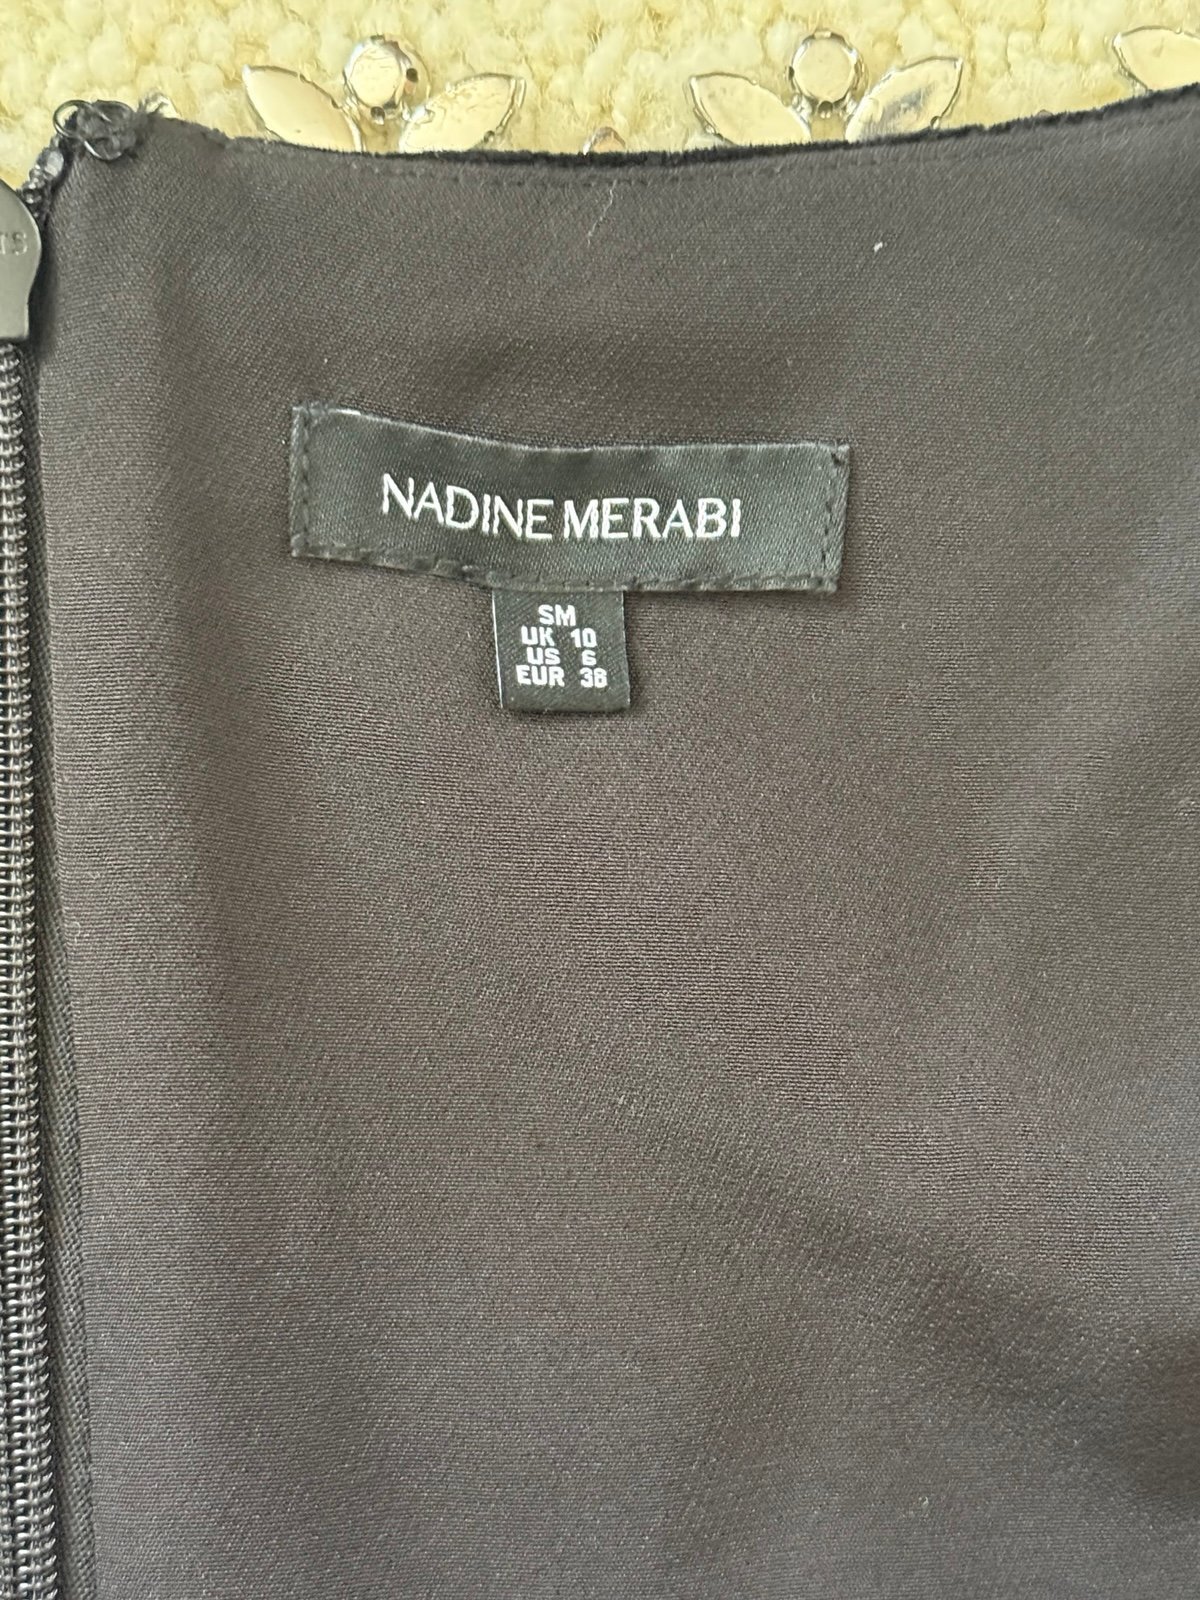 NADINE MERABI
SM
UK 10
US 6
EUR 38